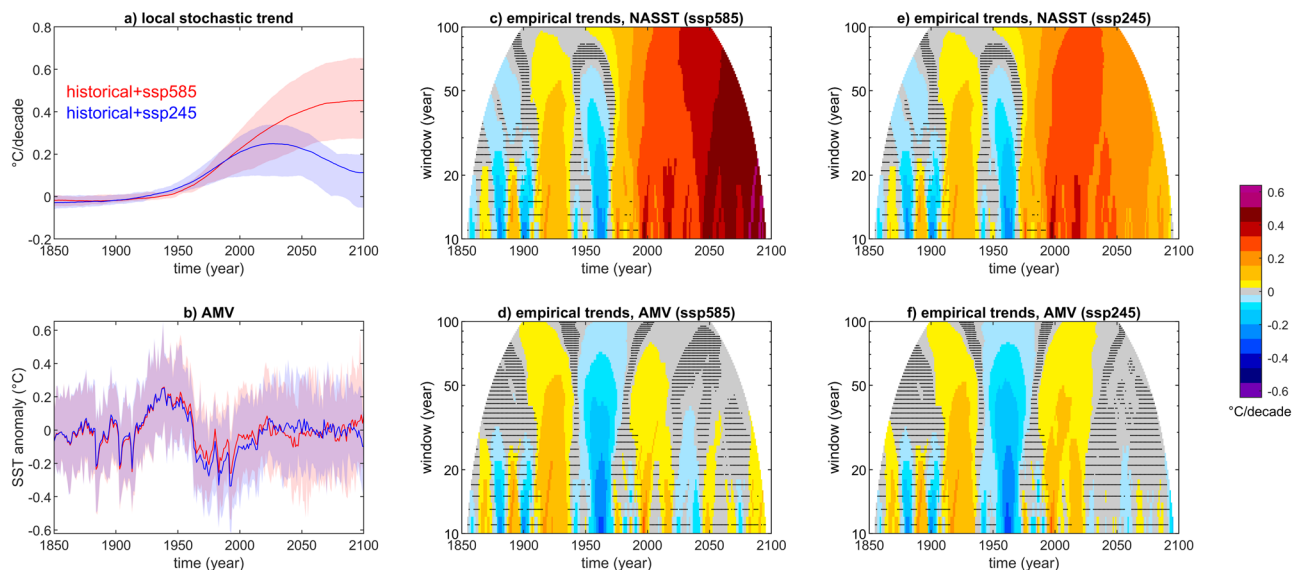 a) local stochastic trend
°C/decade
0.8
0.6
0.4
0.2
0
-0.2
historical+ssp585
historical+ssp245
1850 1900 1950 2000 2050 2100
time (year)
c) empirical trends, NASST (ssp585)
window (year)
100
50
20
10
1850 1900 1950 2000 2050 2100
time (year)
e) empirical trends, NASST (ssp245)
window (year)
100
50
20
10
1850 1900 1950 2000 2050 2100
time (year)
b) AMV
SST anomaly (°C)
0.6
0.4
0.2
0
-0.2
-0.4
-0.6
1850 1900 1950 2000 2050 2100
time (year)
d) empirical trends, AMV (ssp585)
window (year)
100
50
20
10
1850 1900 1950 2000 2050 2100
time (year)
f) empirical trends, AMV (ssp245)
window (year)
100
50
20
10
1850 1900 1950 2000 2050 2100
time (year)
0.6
0.4
0.2
0
-0.2
-0.4
-0.6
°C/decade